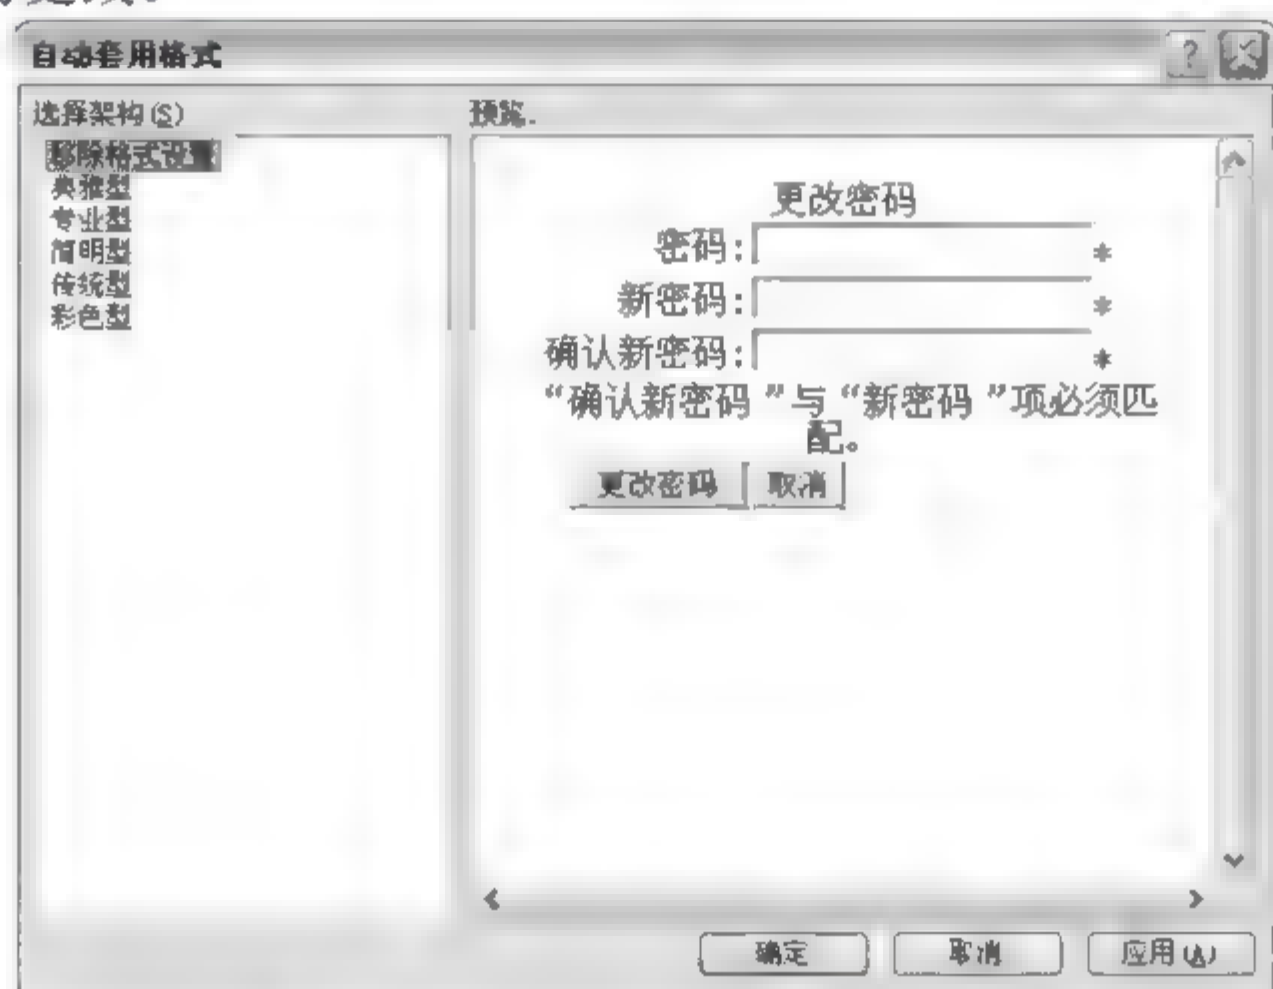 自动套用格式
选择架构(S)
移除格式设置
典雅型
专业型
简明型
传统型
彩色型
预览:
更改密码
密码: *
新密码: *
确认新密码: *
“确认新密码”与“新密码”项必须匹
配。
更改密码 取消
确定 取消 应用(A)